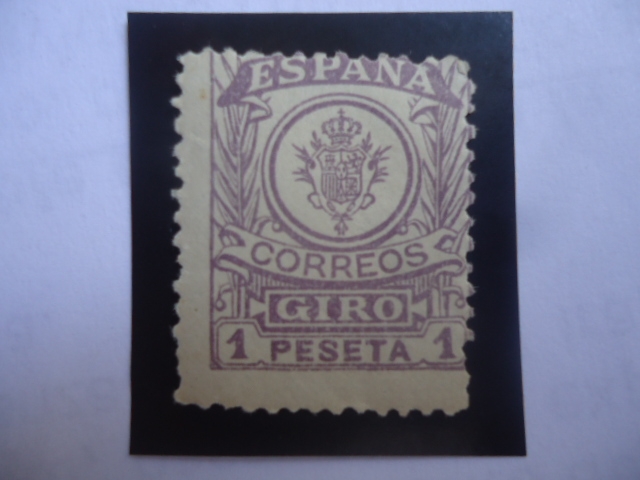 ESPAÑA
CORREOS
GIRO
1 PESETA 1